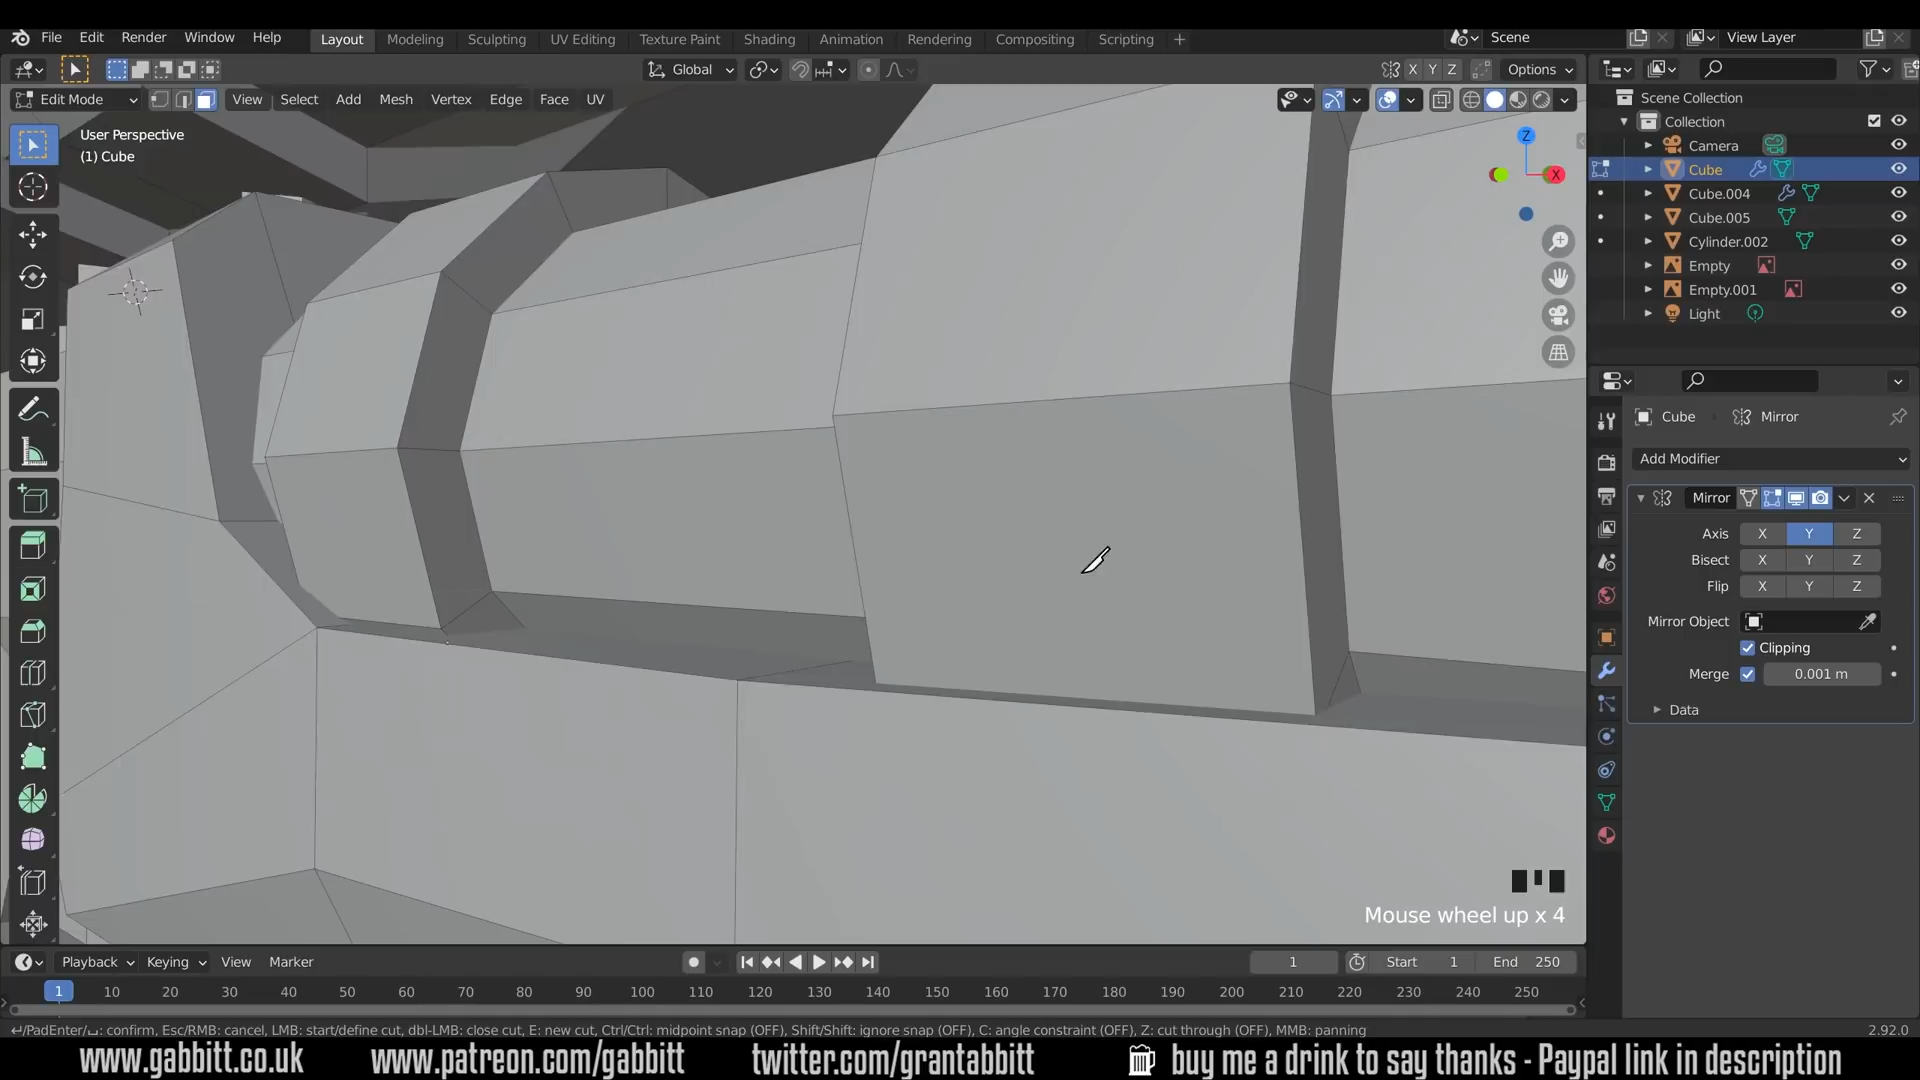 File Edit Render Window Help
Layout Modeling Sculpting UV Editing Texture Paint Shading Animation Rendering Compositing Scripting +
Scene
View Layer
Global
X Y Z
Options
Edit Mode
View Select Add Mesh Vertex Edge Face UV
User Perspective
(1) Cube
Z
X
Scene Collection
Collection
Camera
Cube
Cube.004
Cube.005
Cylinder.002
Empty
Empty.001
Light
Cube Mirror
Add Modifier
Mirror
Axis X Y Z
Bisect X Y Z
Flip X Y Z
Mirror Object
Clipping
Merge 0.001 m
Data
Mouse wheel up x 4
Playback Keying View Marker
1
Start 1 End 250
1 10 20 30 40 50 60 70 80 90 100 110 120 130 140 150 160 170 180 190 200 210 220 230 240 250
↵/PadEnter/␣: confirm, Esc/RMB: cancel, LMB: start/define cut, dbl-LMB: close cut, E: new cut, Ctrl/Ctrl: midpoint snap (OFF), Shift/Shift: ignore snap (OFF), C: angle constraint (OFF), Z: cut through (OFF), MMB: panning
2.92.0
www.gabbitt.co.uk www.patreon.com/gabbitt twitter.com/grantabbitt buy me a drink to say thanks - Paypal link in description